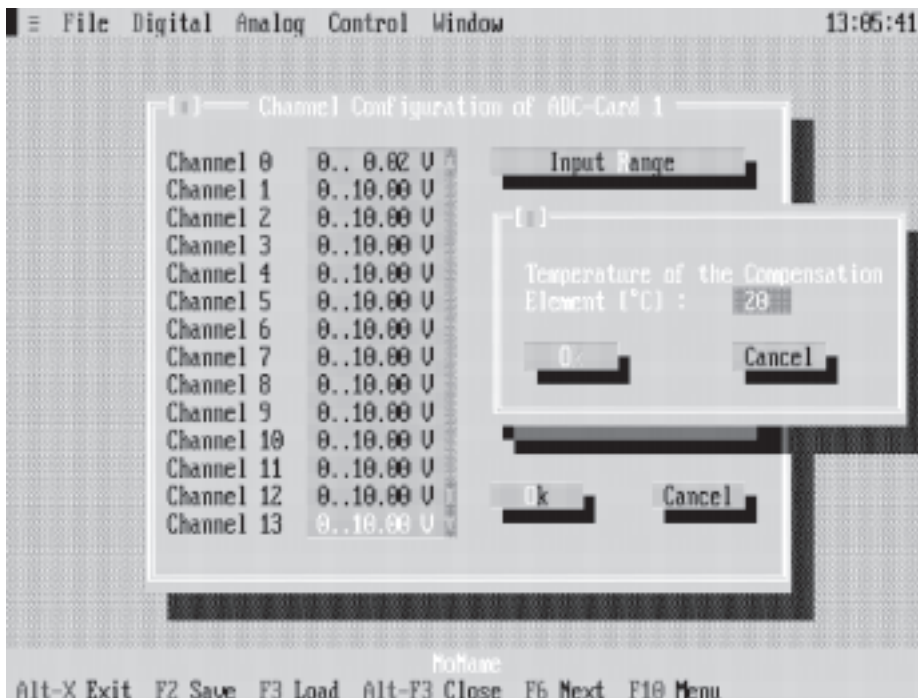 ≡ File Digital Analog Control Window 13:05:41
Channel Configuration of ADC-Card 1
Channel 0 0.. 0.02 V
Channel 1 0..10.00 V
Channel 2 0..10.00 V
Channel 3 0..10.00 V
Channel 4 0..10.00 V
Channel 5 0..10.00 V
Channel 6 0..10.00 V
Channel 7 0..10.00 V
Channel 8 0..10.00 V
Channel 9 0..10.00 V
Channel 10 0..10.00 V
Channel 11 0..10.00 V
Channel 12 0..10.00 V
Channel 13 0..10.00 V
Input Range
Temperature of the Compensation
Element [°C] : 20
Ok Cancel
Ok Cancel
NoName
Alt-X Exit F2 Save F3 Load Alt-F3 Close F6 Next F10 Menu